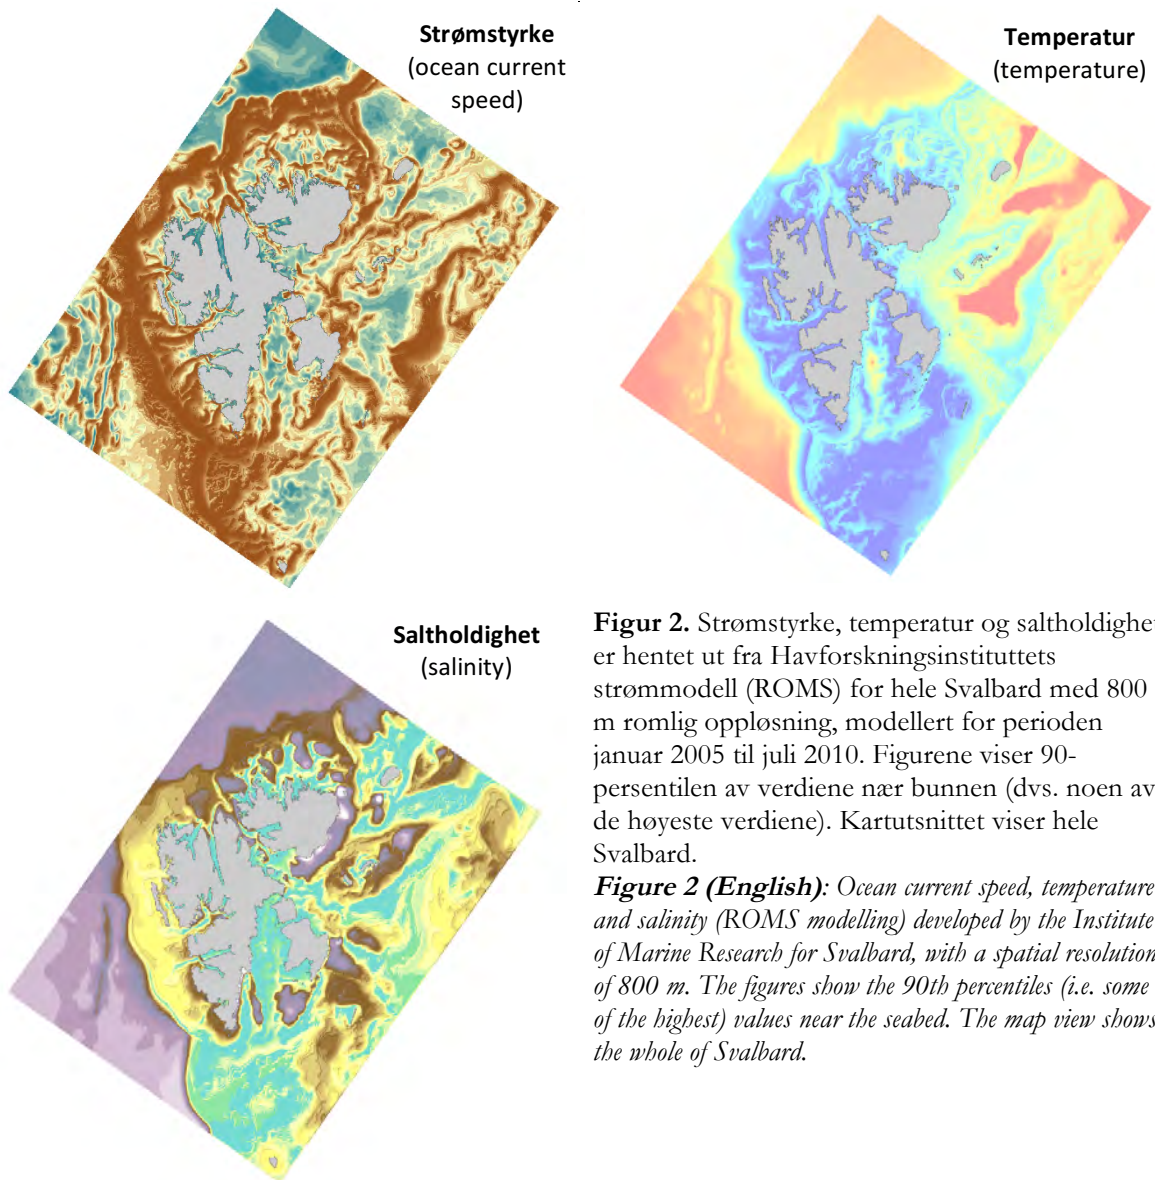 Strømstyrke
(ocean current
speed)
Temperatur
(temperature)
Saltholdighet
(salinity)
Figur 2. Strømstyrke, temperatur og saltholdighe
er hentet ut fra Havforskningsinstituttets
strømmodell (ROMS) for hele Svalbard med 800
m romlig oppløsning, modellert for perioden
januar 2005 til juli 2010. Figurene viser 90-
persentilen av verdiene nær bunnen (dvs. noen av
de høyeste verdiene). Kartutsnittet viser hele
Svalbard.
Figure 2 (English): Ocean current speed, temperature
and salinity (ROMS modelling) developed by the Institute
of Marine Research for Svalbard, with a spatial resolution
of 800 m. The figures show the 90th percentiles (i.e. some
of the highest) values near the seabed. The map view shows
the whole of Svalbard.